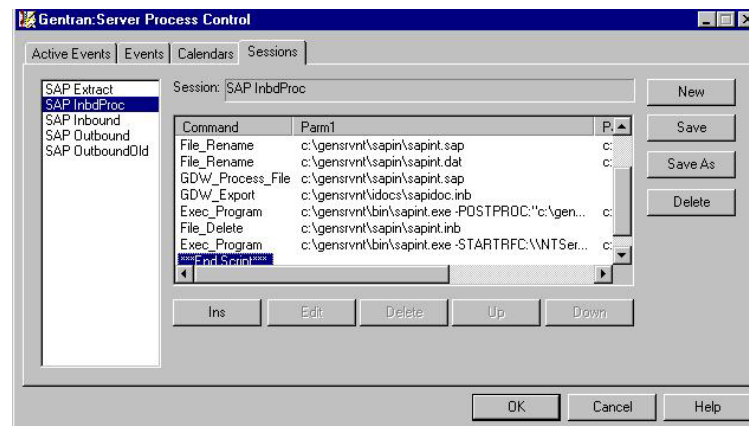 Gentran:Server Process Control
Active Events Events Calendars Sessions
SAP Extract
SAP InbdProc
SAP Inbound
SAP Outbound
SAP OutboundOld
Session: SAP InbdProc
Command Parm1 P.
File_Rename c:\gensrvnt\sapin\sapint.sap c:
File_Rename c:\gensrvnt\sapin\sapint.dat c:
GDW_Process_File c:\gensrvnt\sapin\sapint.sap
GDW_Export c:\gensrvnt\idocs\sapidoc.inb
Exec_Program c:\gensrvnt\bin\sapint.exe -POSTPROC:"c:\gen... c:
File_Delete c:\gensrvnt\sapin\sapint.inb
Exec_Program c:\gensrvnt\bin\sapint.exe -STARTRFC:\\NTSer... c:
***End Script***
New
Save
Save As
Delete
Ins Edit Delete Up Down
OK Cancel Help